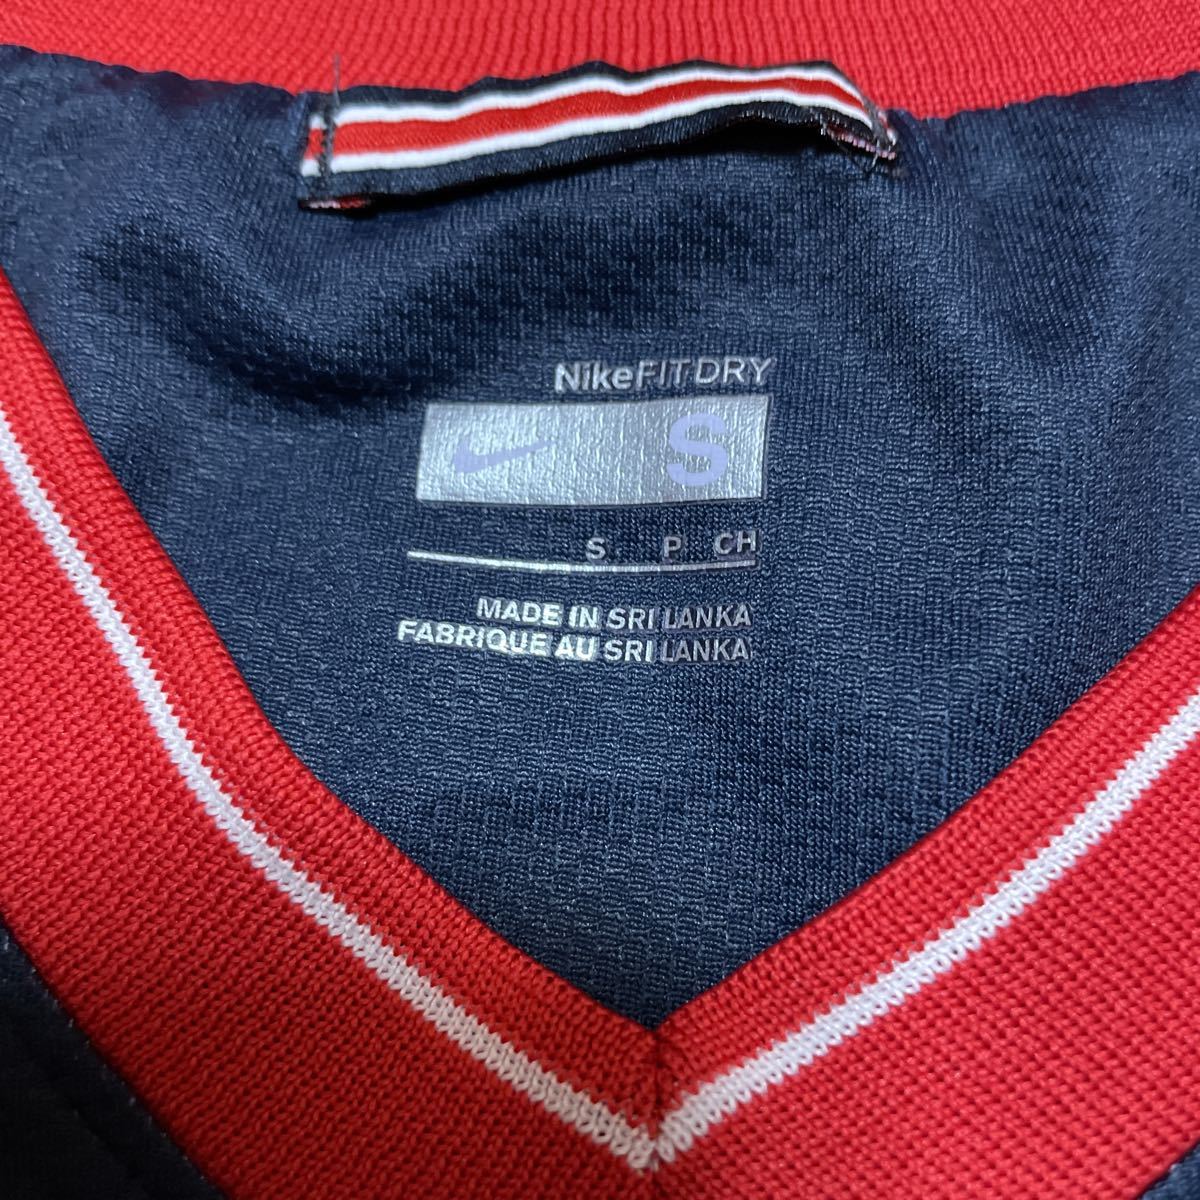 NikeFITDRY
S
S P CH
MADE IN SRI LANKA
FABRIQUE AU SRI LANKA